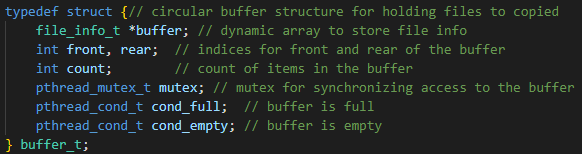 typedef struct {// circular buffer structure for holding files to copied
    file_info_t *buffer; // dynamic array to store file info
    int front, rear;  // indices for front and rear of the buffer
    int count;        // count of items in the buffer
    pthread_mutex_t mutex; // mutex for synchronizing access to the buffer
    pthread_cond_t cond_full;  // buffer is full
    pthread_cond_t cond_empty; // buffer is empty
} buffer_t;